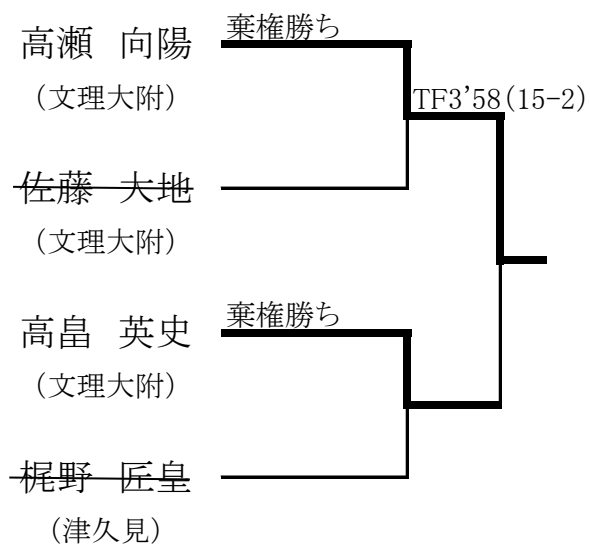 高瀬 向陽
棄権勝ち
(文理大附)
TF3’58(15-2)
佐藤 大地
(文理大附)
高畠 英史
棄権勝ち
(文理大附)
梶野 匠皇
(津久見)